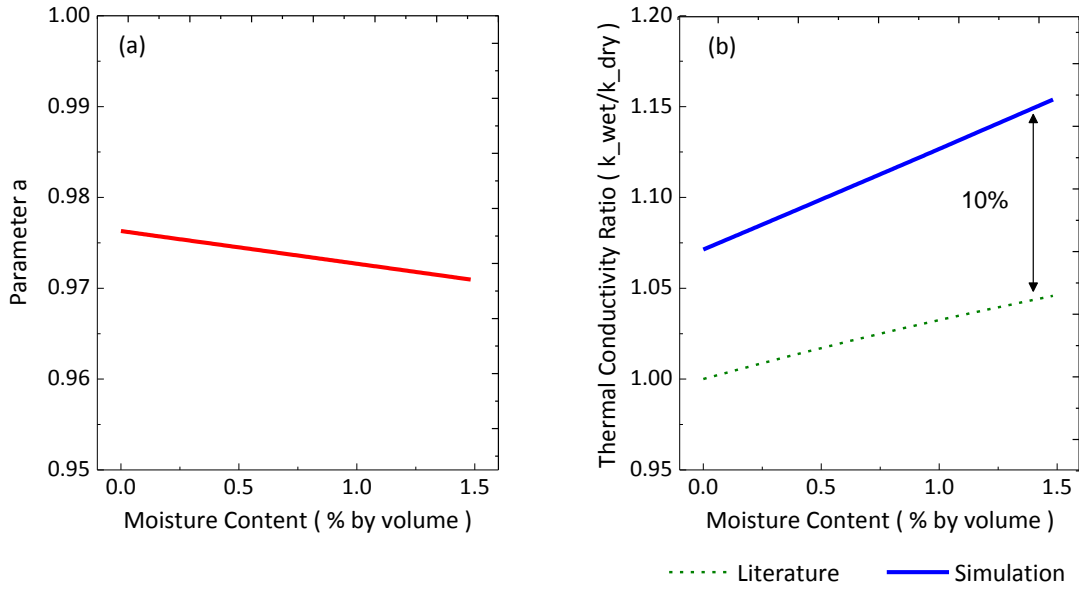 (a)
1.00
0.99
0.98
0.97
0.96
0.95
Parameter a
0.0 0.5 1.0 1.5
Moisture Content ( % by volume )
(b)
1.20
1.15
1.10
1.05
1.00
0.95
Thermal Conductivity Ratio ( k_wet/k_dry )
10%
0.0 0.5 1.0 1.5
Moisture Content ( % by volume )
Literature Simulation